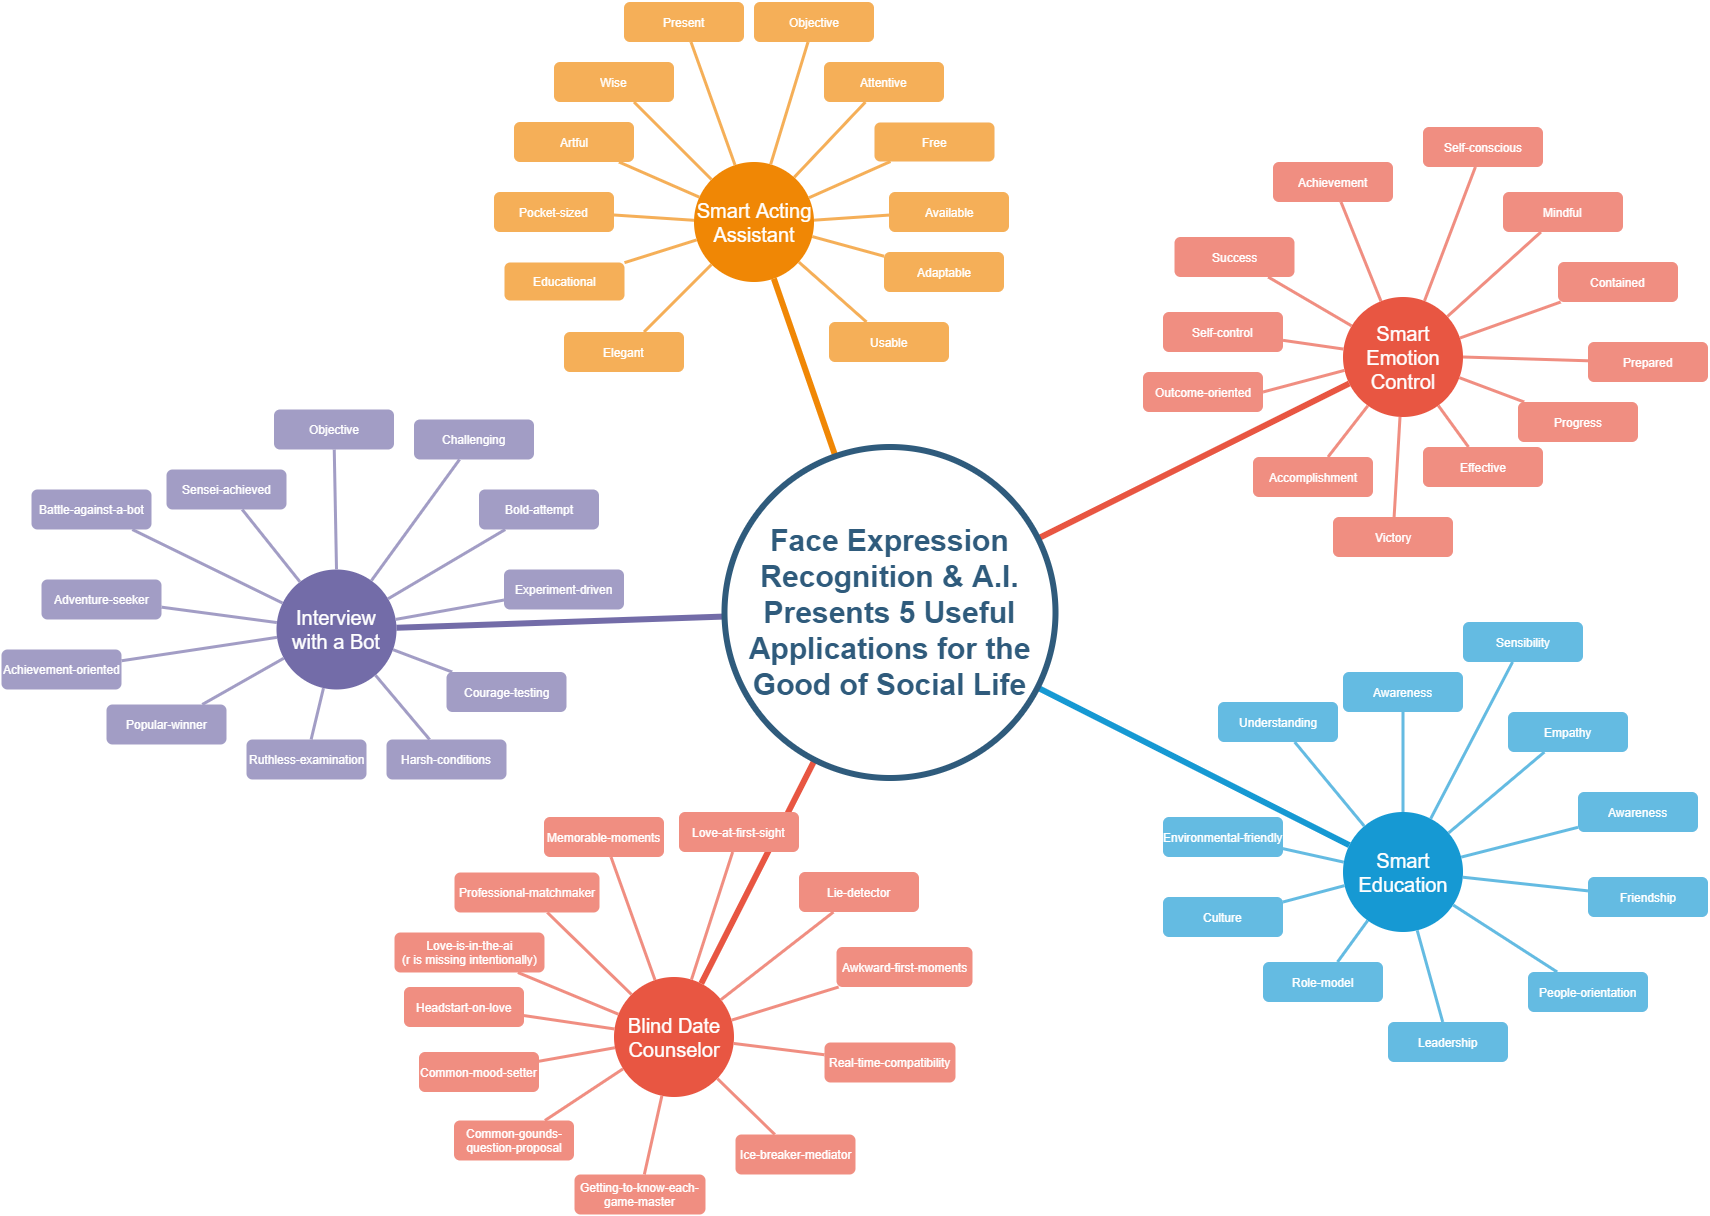 Present
Objective
Wise
Attentive
Artful
Free
Pocket-sized
Available
Smart Acting
Assistant
Educational
Adaptable
Elegant
Usable
Self-conscious
Achievement
Mindful
Success
Contained
Self-control
Smart
Emotion
Control
Prepared
Outcome-oriented
Progress
Accomplishment
Effective
Victory
Objective
Challenging
Sensei-achieved
Battle-against-a-bot
Bold-attempt
Adventure-seeker
Experiment-driven
Interview
with a Bot
Achievement-oriented
Courage-testing
Popular-winner
Ruthless-examination
Harsh-conditions
Face Expression
Recognition & A.I.
Presents 5 Useful
Applications for the
Good of Social Life
Sensibility
Awareness
Understanding
Empathy
Awareness
Environmental-friendly
Smart
Education
Friendship
Culture
Role-model
People-orientation
Leadership
Memorable-moments
Love-at-first-sight
Professional-matchmaker
Lie-detector
Love-is-in-the-ai
(r is missing intentionally)
Awkward-first-moments
Headstart-on-love
Blind Date
Counselor
Common-mood-setter
Real-time-compatibility
Common-gounds-
question-proposal
Ice-breaker-mediator
Getting-to-know-each-
game-master